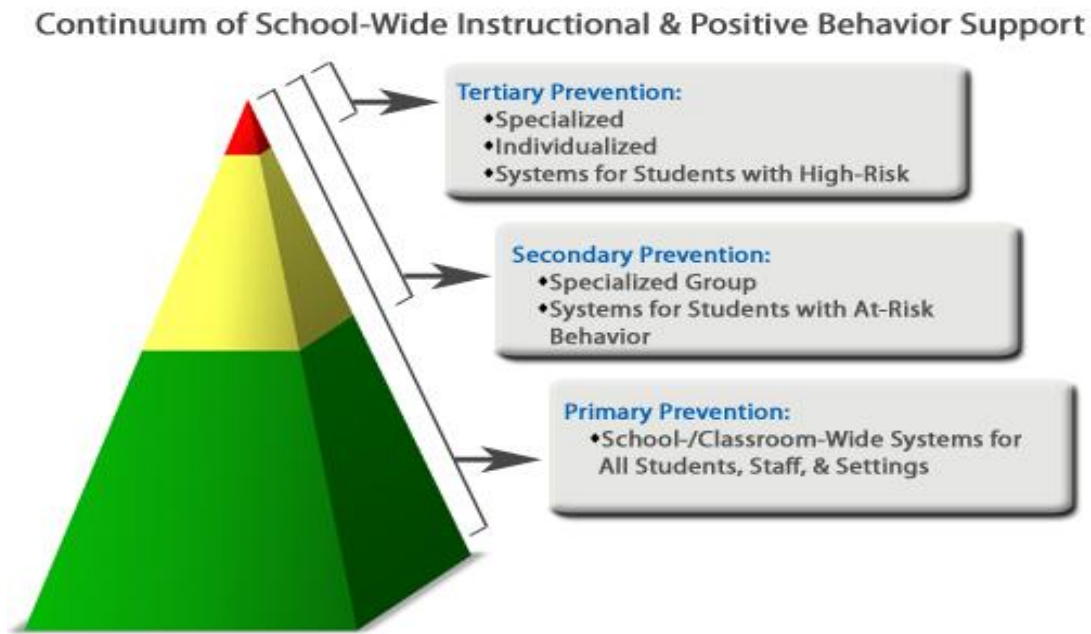 Continuum of School-Wide Instructional & Positive Behavior Support
Tertiary Prevention:
◆Specialized
◆Individualized
◆Systems for Students with High-Risk
Secondary Prevention:
◆Specialized Group
◆Systems for Students with At-Risk
Behavior
Primary Prevention:
◆School-/Classroom-Wide Systems for
All Students, Staff, & Settings